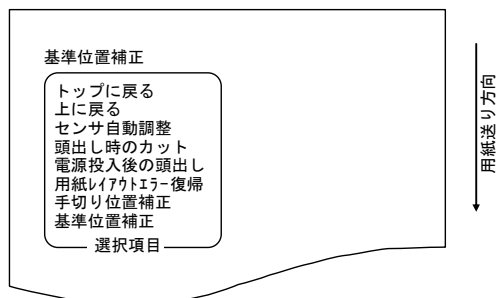 基準位置補正
トップに戻る
上に戻る
センサ自動調整
頭出し時のカット
電源投入後の頭出し
用紙ﾚｲｱｳﾄｴﾗｰ復帰
手切り位置補正
基準位置補正
選択項目
用紙送り方向